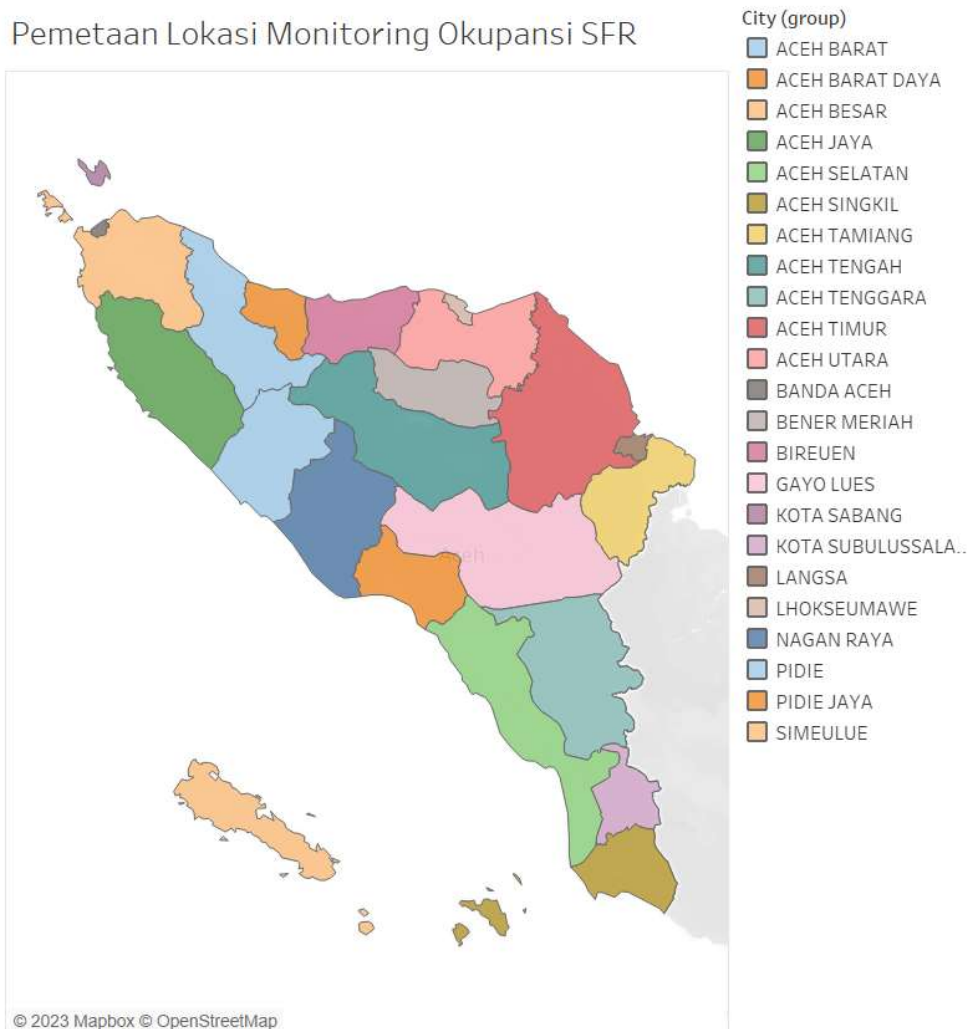 Pemetaan Lokasi Monitoring Okupansi SFR
City (group)
ACEH BARAT
ACEH BARAT DAYA
ACEH BESAR
ACEH JAYA
ACEH SELATAN
ACEH SINGKIL
ACEH TAMIANG
ACEH TENGAH
ACEH TENGGARA
ACEH TIMUR
ACEH UTARA
BANDA ACEH
BENER MERIAH
BIREUEN
GAYO LUES
KOTA SABANG
KOTA SUBULUSSALA..
LANGSA
LHOKSEUMAWE
NAGAN RAYA
PIDIE
PIDIE JAYA
SIMEULUE
Aceh
© 2023 Mapbox © OpenStreetMap